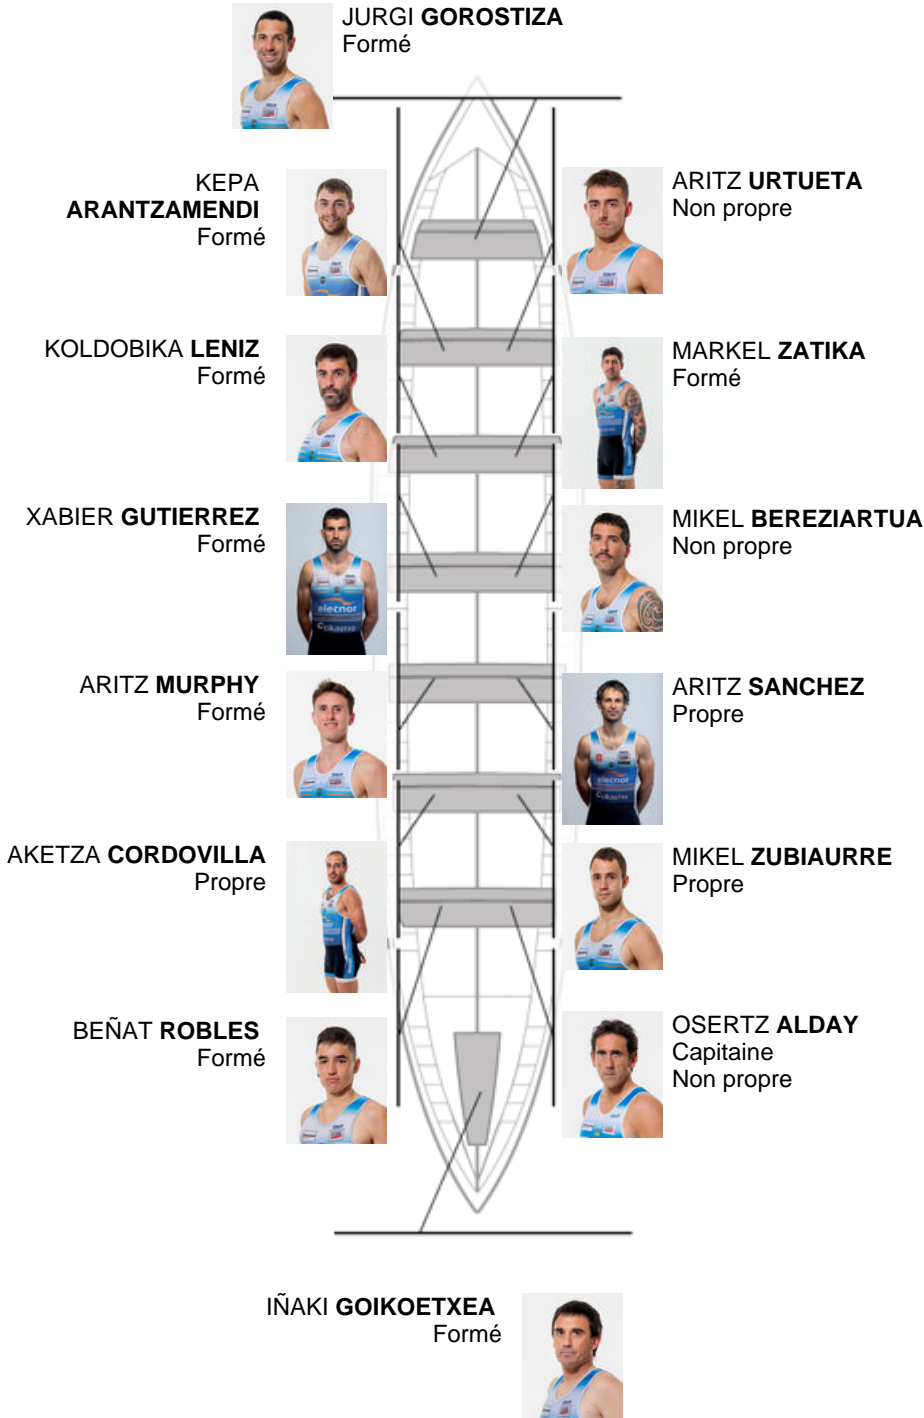 JURGI GOROSTIZA
Formé
KEPA
ARANTZAMENDI
Formé
ARITZ URTUETA
Non propre
KOLDOBIKA LENIZ
Formé
MARKEL ZATIKA
Formé
XABIER GUTIERREZ
Formé
elecnor
MIKEL BEREZIARTUA
Non propre
ARITZ MURPHY
Formé
ARITZ SANCHEZ
Propre
elecnor
AKETZA CORDOVILLA
Propre
MIKEL ZUBIAURRE
Propre
BEÑAT ROBLES
Formé
OSERTZ ALDAY
Capitaine
Non propre
IÑAKI GOIKOETXEA
Formé